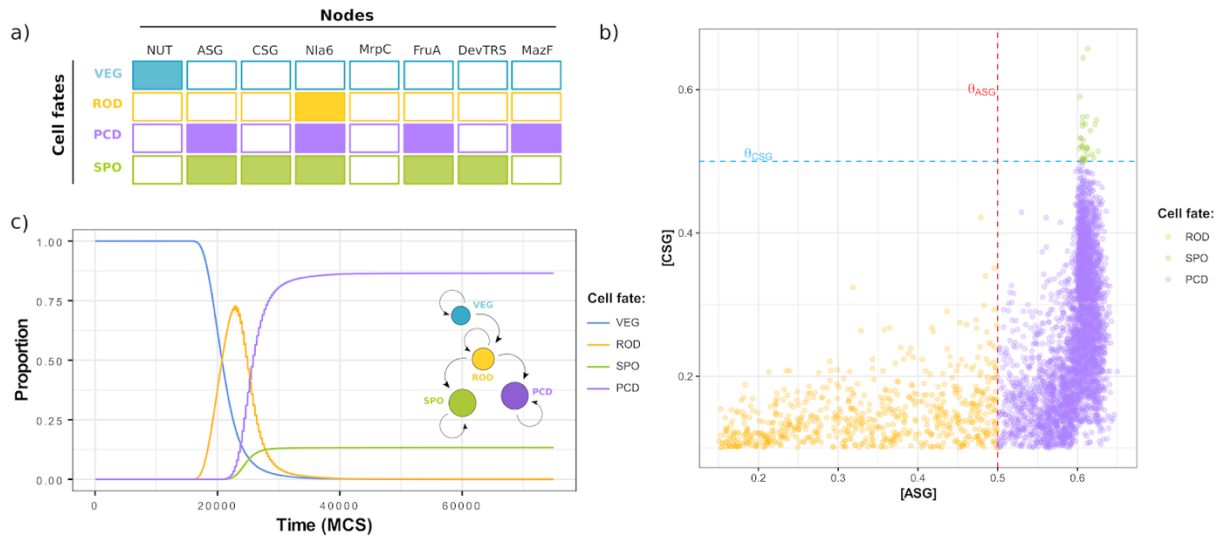 a)
Nodes
NUT ASG CSG Nla6 MrpC FruA DevTRS MazF
Cell fates
VEG
ROD
PCD
SPO
b)
[CSG]
0.6
0.4
0.2
θASG
θCSG
0.2 0.3 0.4 0.5 0.6
[ASG]
Cell fate:
ROD
SPO
PCD
c)
Proportion
1.00
0.75
0.50
0.25
0.00
0 20000 40000 60000
Time (MCS)
VEG
ROD
SPO
PCD
Cell fate:
VEG
ROD
SPO
PCD